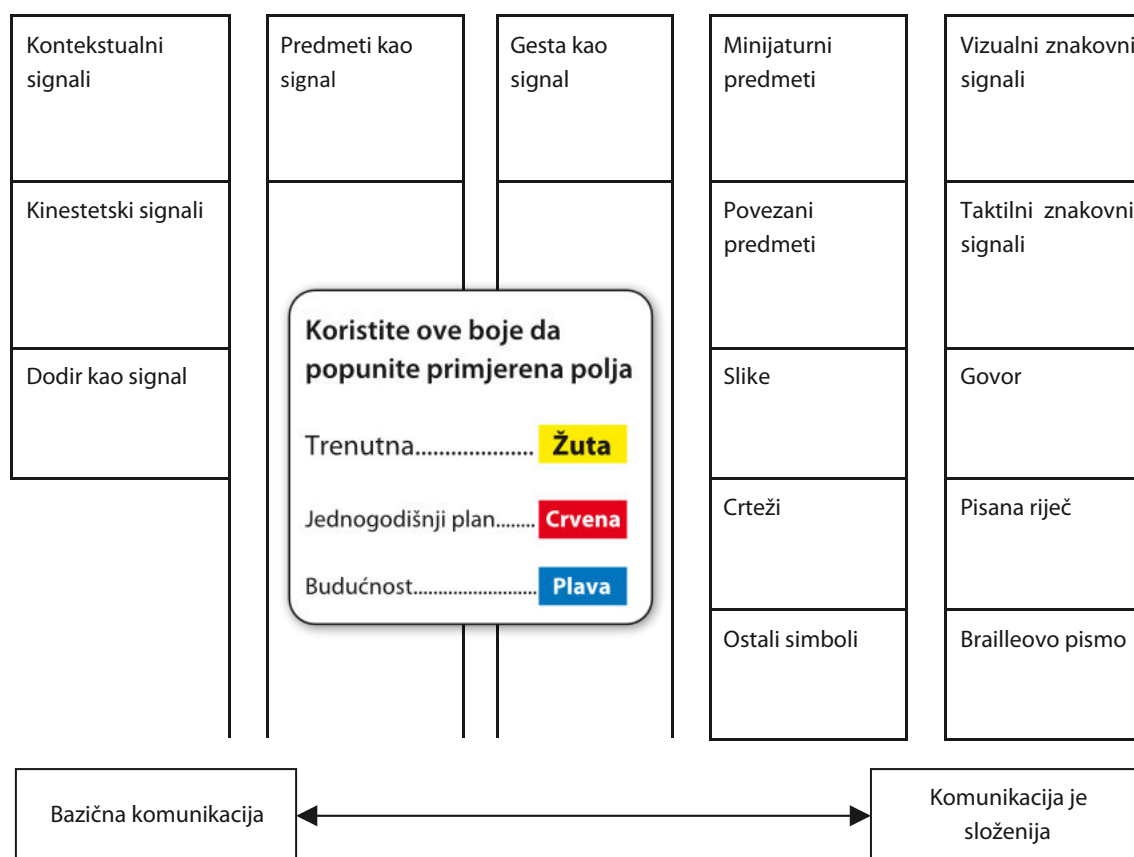 Kontekstualni
signali
Predmeti kao
signal
Gesta kao
signal
Minijaturni
predmeti
Vizualni znakovni
signali
Kinestetski signali
Povezani
predmeti
Taktilni znakovni
signali
Koristite ove boje da
popunite primjerena polja
Trenutna.................... Žuta
Jednogodišnji plan........ Crvena
Budućnost......................... Plava
Dodir kao signal
Slike
Govor
Crteži
Pisana riječ
Ostali simboli
Brailleovo pismo
Bazična komunikacija
Komunikacija je
složenija